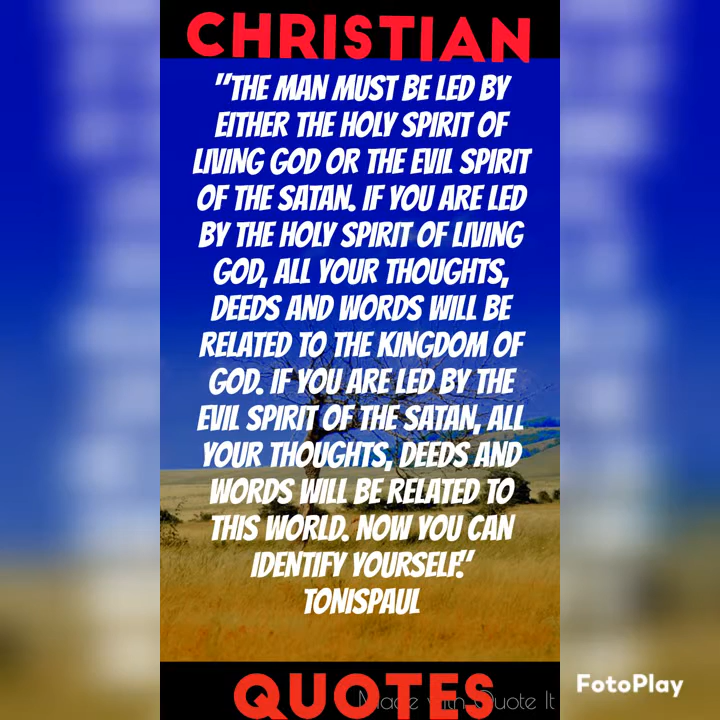 CHRISTIAN
"THE MAN MUST BE LED BY
EITHER THE HOLY SPIRIT OF
LIVING GOD OR THE EVIL SPIRIT
OF THE SATAN. IF YOU ARE LED
BY THE HOLY SPIRIT OF LIVING
GOD, ALL YOUR THOUGHTS,
DEEDS AND WORDS WILL BE
RELATED TO THE KINGDOM OF
GOD. IF YOU ARE LED BY THE
EVIL SPIRIT OF THE SATAN, ALL
YOUR THOUGHTS, DEEDS AND
WORDS WILL BE RELATED TO
THIS WORLD. NOW YOU CAN
IDENTIFY YOURSELF."
TONISPAUL
QUOTES
Made with Quote It
FotoPlay